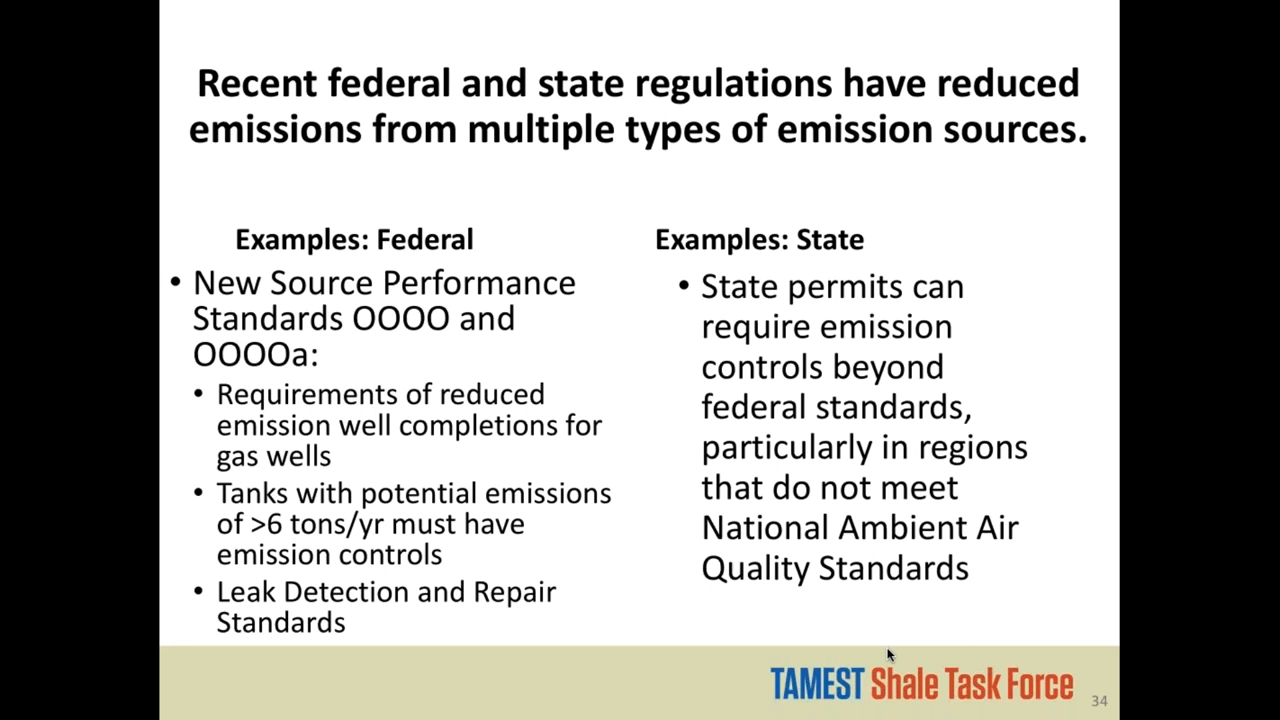 Recent federal and state regulations have reduced
emissions from multiple types of emission sources.
Examples: Federal
• New Source Performance
Standards OOOO and
OOOOa:
• Requirements of reduced
emission well completions for
gas wells
• Tanks with potential emissions
of >6 tons/yr must have
emission controls
• Leak Detection and Repair
Standards
Examples: State
• State permits can
require emission
controls beyond
federal standards,
particularly in regions
that do not meet
National Ambient Air
Quality Standards
TAMEST Shale Task Force
34